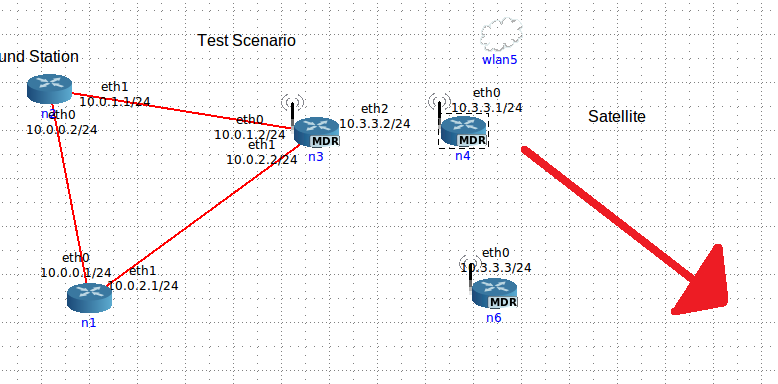 Test Scenario
wlan5
und Station
eth1
10.0.1.1/24
eth0
10.0.0.2/24
eth0
10.0.1.2/24
eth1
10.0.2.2/24
eth2
10.3.3.2/24
MDR
n3
eth0
10.3.3.1/24
MDR
n4
Satellite
eth0
10.0.0.1/24
eth1
10.0.2.1/24
n1
eth0
10.3.3.3/24
MDR
n6